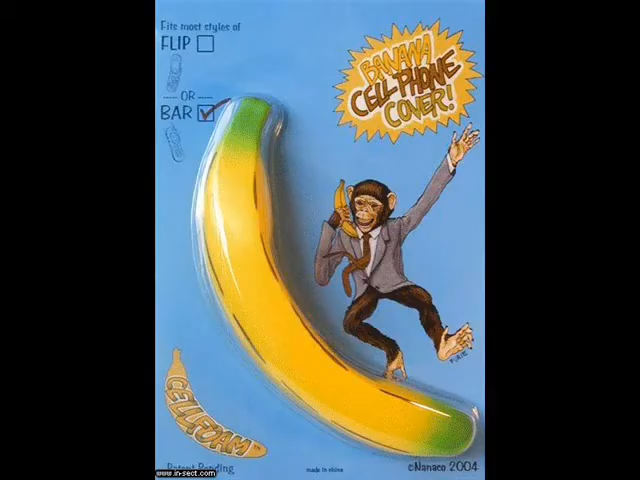 Fits most styles of
FLIP
OR
BAR
BANANA
CELL PHONE
COVER!
CELLFOAM
Patent Pending
made in china
©Nanaco 2004
www.in-sect.com